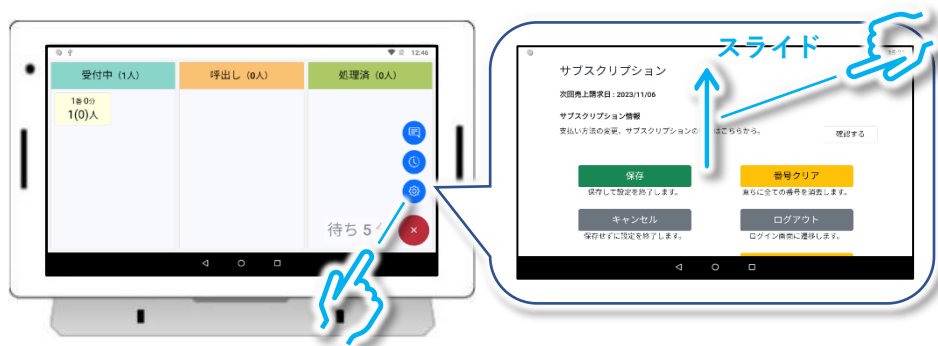 12:46
受付中 (1人)
呼出し (0人)
処理済 (0人)
1番 0分
1(0)人
待ち 5
×
スライド
サブスクリプション
次回売上請求日 : 2023/11/06
サブスクリプション情報
支払い方法の変更、サブスクリプションの はこちらから。
確認する
保存
保存して設定を終了します。
番号クリア
直ちに全ての番号を消去します。
キャンセル
保存せずに設定を終了します。
ログアウト
ログイン画面に遷移します。